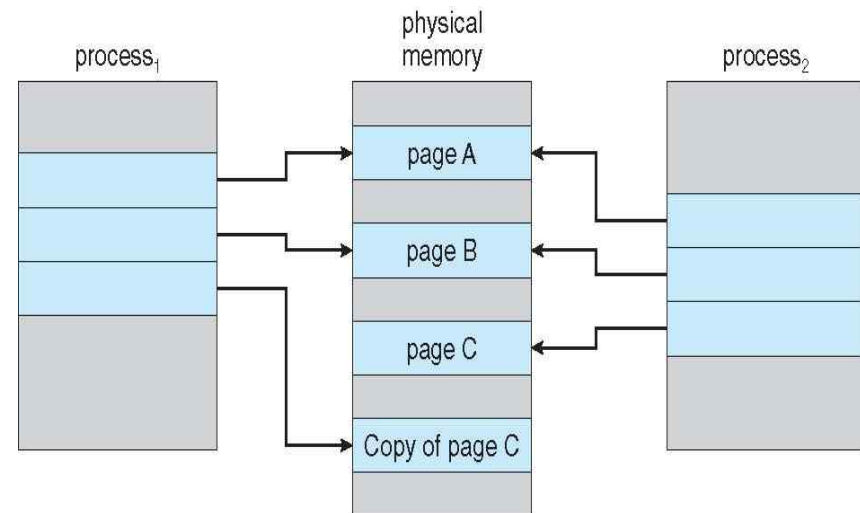 process₁
physical
memory
process₂
page A
page B
page C
Copy of page C